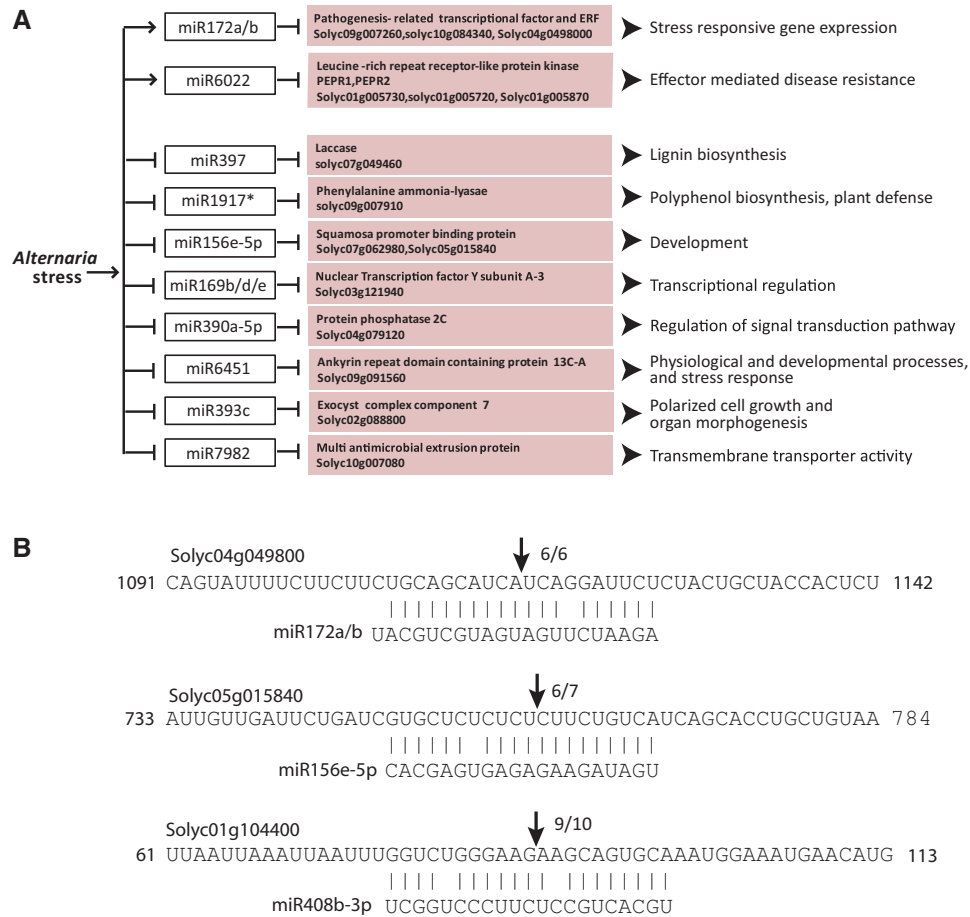 A
Alternaria
stress
miR172a/b
Pathogenesis- related transcriptional factor and ERF
Solyc09g007260,solyc10g084340, Solyc04g0498000
Stress responsive gene expression
miR6022
Leucine -rich repeat receptor-like protein kinase
PEPR1,PEPR2
Solyc01g005730,solyc01g005720, Solyc01g005870
Effector mediated disease resistance
miR397
Laccase
solyc07g049460
Lignin biosynthesis
miR1917*
Phenylalanine ammonia-lyasae
solyc09g007910
Polyphenol biosynthesis, plant defense
miR156e-5p
Squamosa promoter binding protein
Solyc07g062980,Solyc05g015840
Development
miR169b/d/e
Nuclear Transcription factor Y subunit A-3
Solyc03g121940
Transcriptional regulation
miR390a-5p
Protein phosphatase 2C
Solyc04g079120
Regulation of signal transduction pathway
miR6451
Ankyrin repeat domain containing protein 13C-A
Solyc09g091560
Physiological and developmental processes,
and stress response
miR393c
Exocyst complex component 7
Solyc02g088800
Polarized cell growth and
organ morphogenesis
miR7982
Multi antimicrobial extrusion protein
Solyc10g007080
Transmembrane transporter activity
B
Solyc04g049800
6/6
1091 CAGUAUUUUCUUCUUCUGCAGCAUCAUCAGGAUUCUCUACUGCUACCACUCU 1142
miR172a/b UACGUCGUAGUAGUUCUAAGA
Solyc05g015840
6/7
733 AUUGUUGAUUCUGAUCGUGCUCUCUCUCUUCUGUCAUCAGCACCUGCUGUAA 784
miR156e-5p CACGAGUGAGAGAAGAUAGU
Solyc01g104400
9/10
61 UUAAUUAAAUUAAUUUGGUCUGGGAAGAAGCAGUGCAAAUGGAAAUGAACAUG 113
miR408b-3p UCGGUCCCUUCUCCGUCACGU